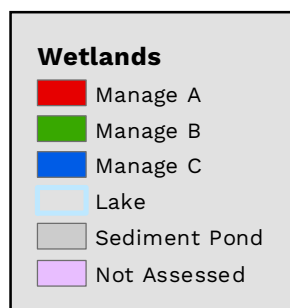 Wetlands
Manage A
Manage B
Manage C
Lake
Sediment Pond
Not Assessed